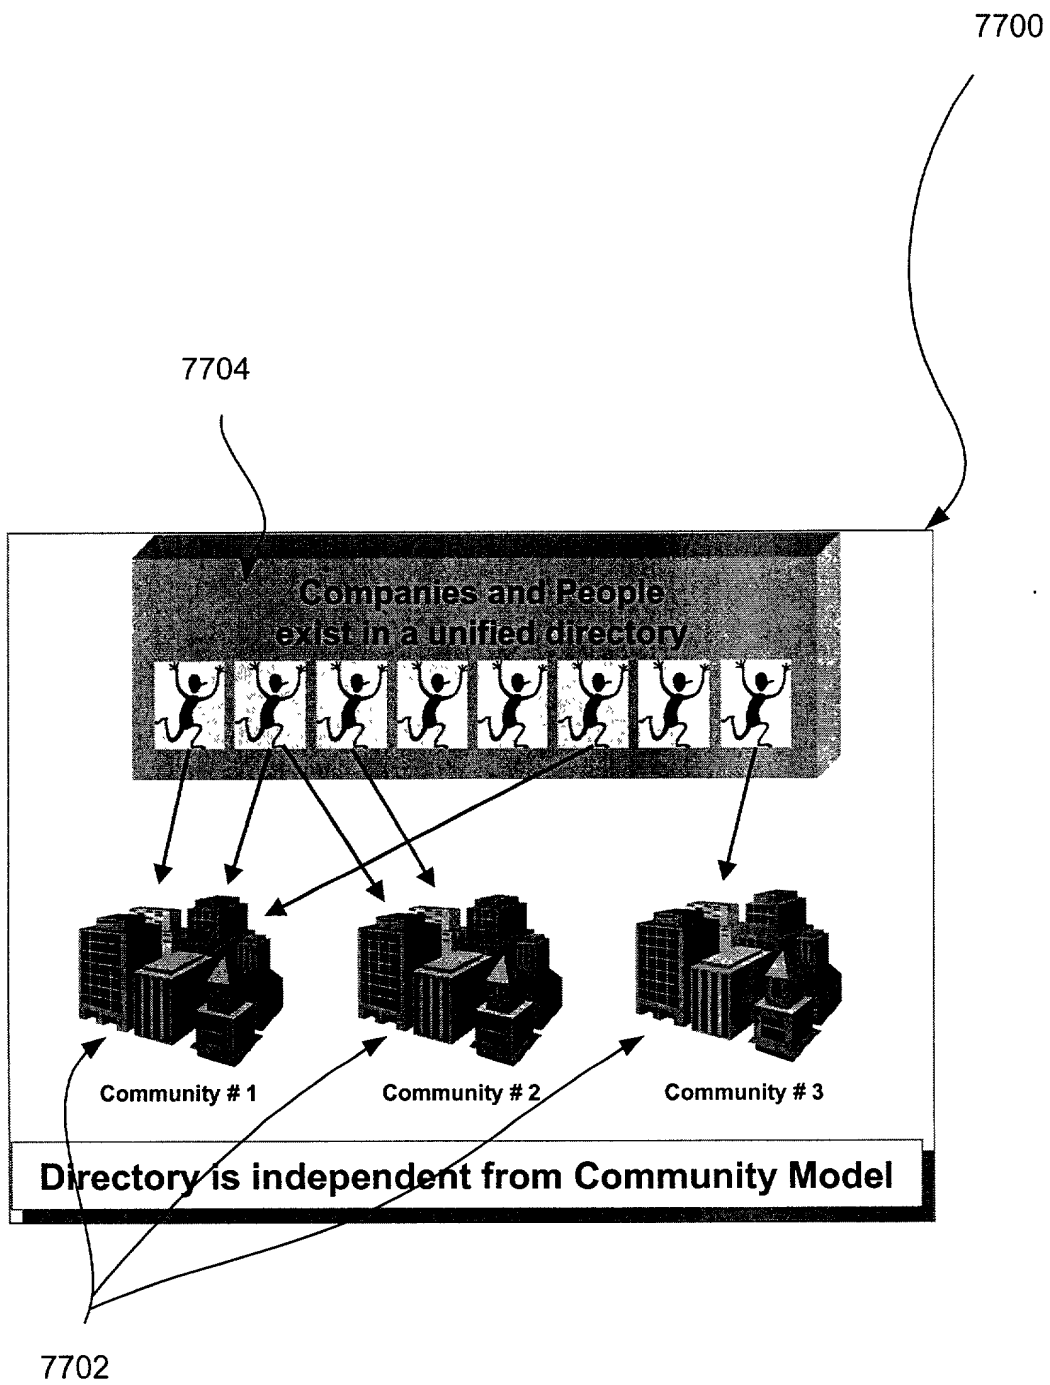 7700
7704
Companies and People
exist in a unified directory
Community # 1
Community # 2
Community # 3
Directory is independent from Community Model
7702